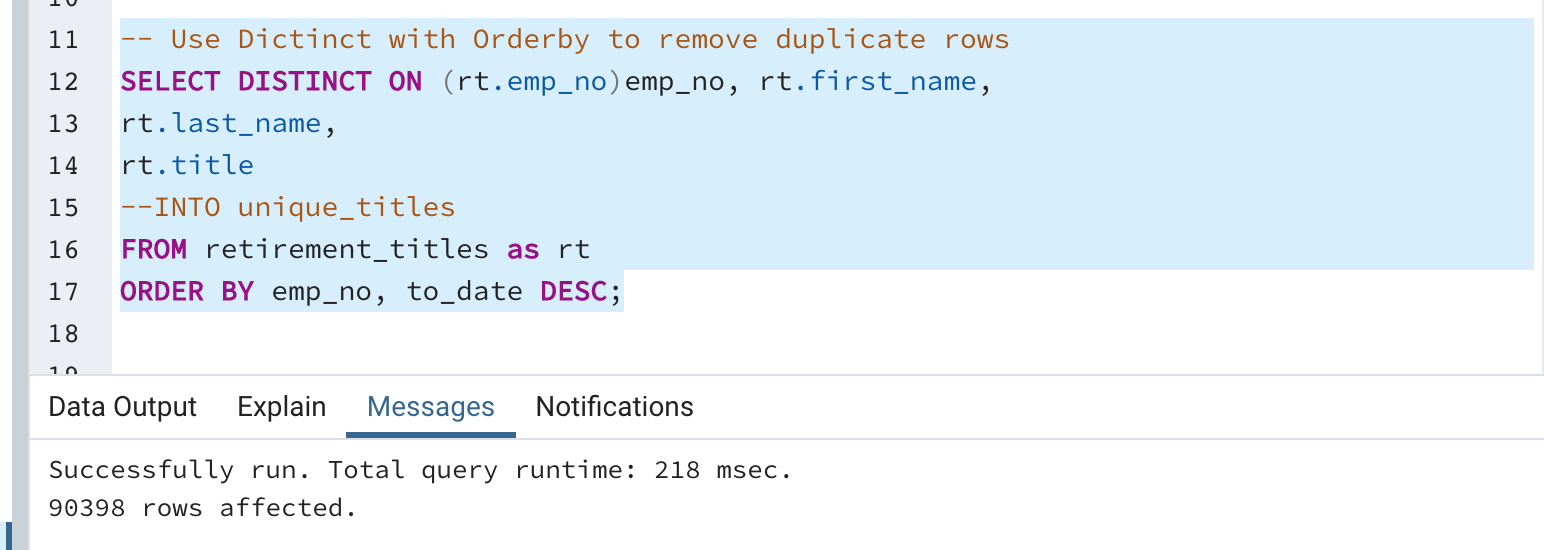 10
11 -- Use Dictinct with Orderby to remove duplicate rows
12 SELECT DISTINCT ON (rt.emp_no)emp_no, rt.first_name,
13 rt.last_name,
14 rt.title
15 --INTO unique_titles
16 FROM retirement_titles as rt
17 ORDER BY emp_no, to_date DESC;
18
19
Data Output Explain Messages Notifications
Successfully run. Total query runtime: 218 msec.
90398 rows affected.